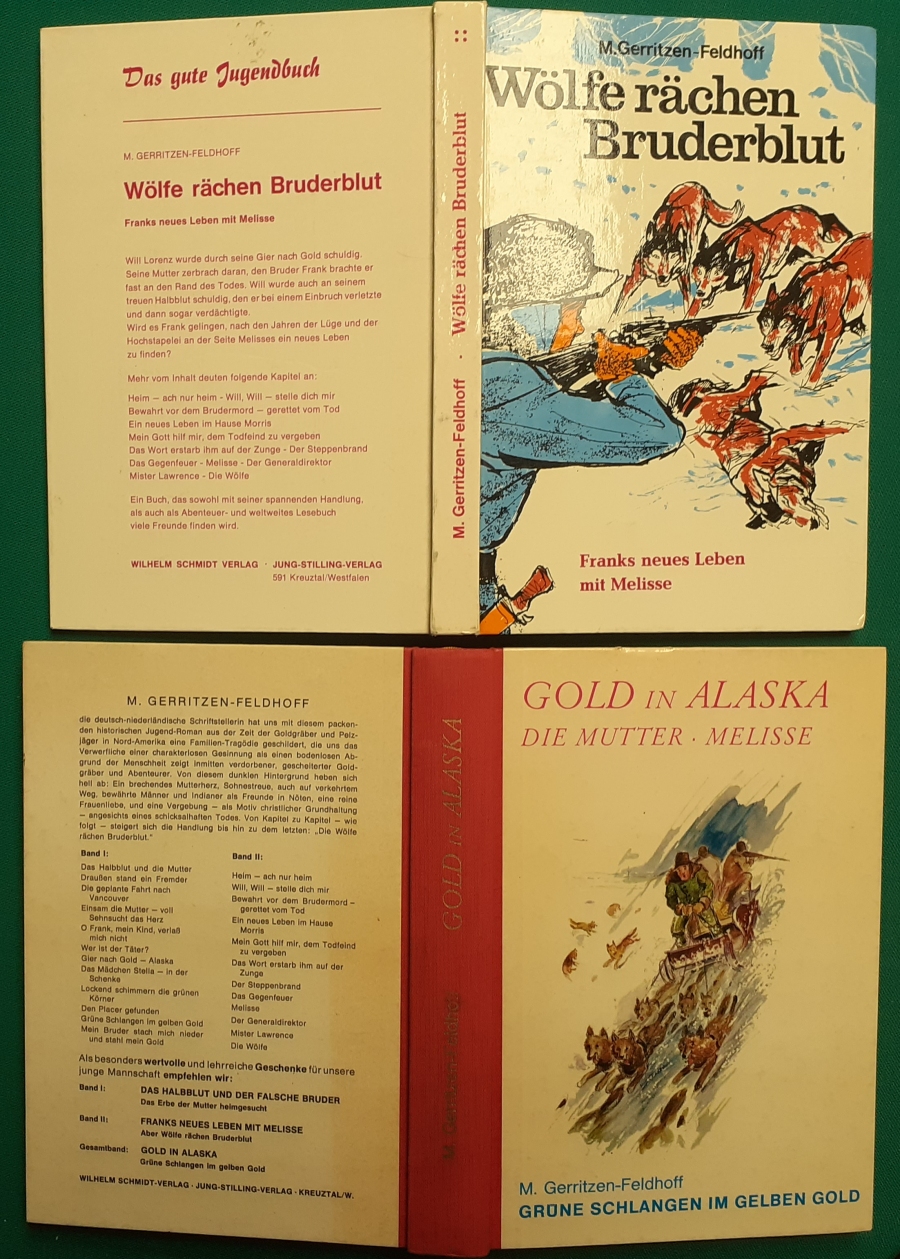 Das gute Jugendbuch
M. GERRITZEN-FELDHOFF
Wölfe rächen Bruderblut
Franks neues Leben mit Melisse
Will Lorenz wurde durch seine Gier nach Gold schuldig.
Seine Mutter zerbrach daran, den Bruder Frank brachte er
fast an den Rand des Todes. Will wurde auch an seinem
treuen Halbblut schuldig, den er bei einem Einbruch verletzte
und dann sogar verdächtigte.
Wird es Frank gelingen, nach den Jahren der Lüge und der
Hochstapelei an der Seite Melisses ein neues Leben
zu finden?
Mehr vom Inhalt deuten folgende Kapitel an:
Heim — ach nur heim - Will, Will — stelle dich mir
Bewahrt vor dem Brudermord — gerettet vom Tod
Ein neues Leben im Hause Morris
Mein Gott hilf mir, dem Todfeind zu vergeben
Das Wort erstarb ihm auf der Zunge - Der Steppenbrand
Das Gegenfeuer - Melisse - Der Generaldirektor
Mister Lawrence - Die Wölfe
Ein Buch, das sowohl mit seiner spannenden Handlung,
als auch als Abenteuer- und weltweites Lesebuch
viele Freunde finden wird.
WILHELM SCHMIDT VERLAG · JUNG-STILLING-VERLAG
591 Kreuztal/Westfalen
M. Gerritzen-Feldhoff · Wölfe rächen Bruderblut
M.Gerritzen-Feldhoff
Wölfe rächen
Bruderblut
Franks neues Leben
mit Melisse
M. GERRITZEN-FELDHOFF
die deutsch-niederländische Schriftstellerin hat uns mit diesem packen-
den historischen Jugend-Roman aus der Zeit der Goldgräber und Pelz-
jäger in Nord-Amerika eine Familien-Tragödie geschildert, die uns das
Verwerfliche einer charakterlosen Gesinnung als einen bodenlosen Ab-
grund der Menschheit zeigt Inmitten verdorbener, gescheiterter Gold-
gräber und Abenteurer. Von diesem dunklen Hintergrund heben sich
hell ab: Ein brechendes Mutterherz, Sohnestreue, auch auf verkehrtem
Weg, bewährte Männer und Indianer als Freunde in Nöten, eine reine
Frauenliebe, und eine Vergebung — als Motiv christlicher Grundhaltung
— angesichts eines schicksalhaften Todes. Von Kapitel zu Kapitel — wie
folgt — steigert sich die Handlung bis hin zu dem letzten: „Die Wölfe
rächen Bruderblut."
Band I:
Das Halbblut und die Mutter
Draußen stand ein Fremder
Die geplante Fahrt nach
Vancouver
Einsam die Mutter — voll
Sehnsucht das Herz
O Frank, mein Kind, verlaß
mich nicht
Wer ist der Täter?
Gier nach Gold — Alaska
Das Mädchen Stella — in der
Schenke
Lockend schimmern die grünen
Körner
Den Placer gefunden
Grüne Schlangen im gelben Gold
Mein Bruder stach mich nieder
und stahl mein Gold
Band II:
Heim — ach nur heim
Will, Will — stelle dich mir
Bewahrt vor dem Brudermord —
gerettet vom Tod
Ein neues Leben im Hause
Morris
Mein Gott hilf mir, dem Todfeind
zu vergeben
Das Wort erstarb ihm auf der
Zunge
Der Steppenbrand
Das Gegenfeuer
Melisse
Der Generaldirektor
Mister Lawrence
Die Wölfe
Als besonders wertvolle und lehrreiche Geschenke für unsere
junge Mannschaft empfehlen wir:
Band I: DAS HALBBLUT UND DER FALSCHE BRUDER
Das Erbe der Mutter heimgesucht
Band II: FRANKS NEUES LEBEN MIT MELISSE
Aber Wölfe rächen Bruderblut
Gesamtband: GOLD IN ALASKA
Grüne Schlangen im gelben Gold
WILHELM SCHMIDT-VERLAG · JUNG-STILLING-VERLAG · KREUZTAL/W.
M. Gerritzen-Feldhoff GOLD IN ALASKA
GOLD IN ALASKA
DIE MUTTER · MELISSE
M. Gerritzen-Feldhoff
GRÜNE SCHLANGEN IM GELBEN GOLD